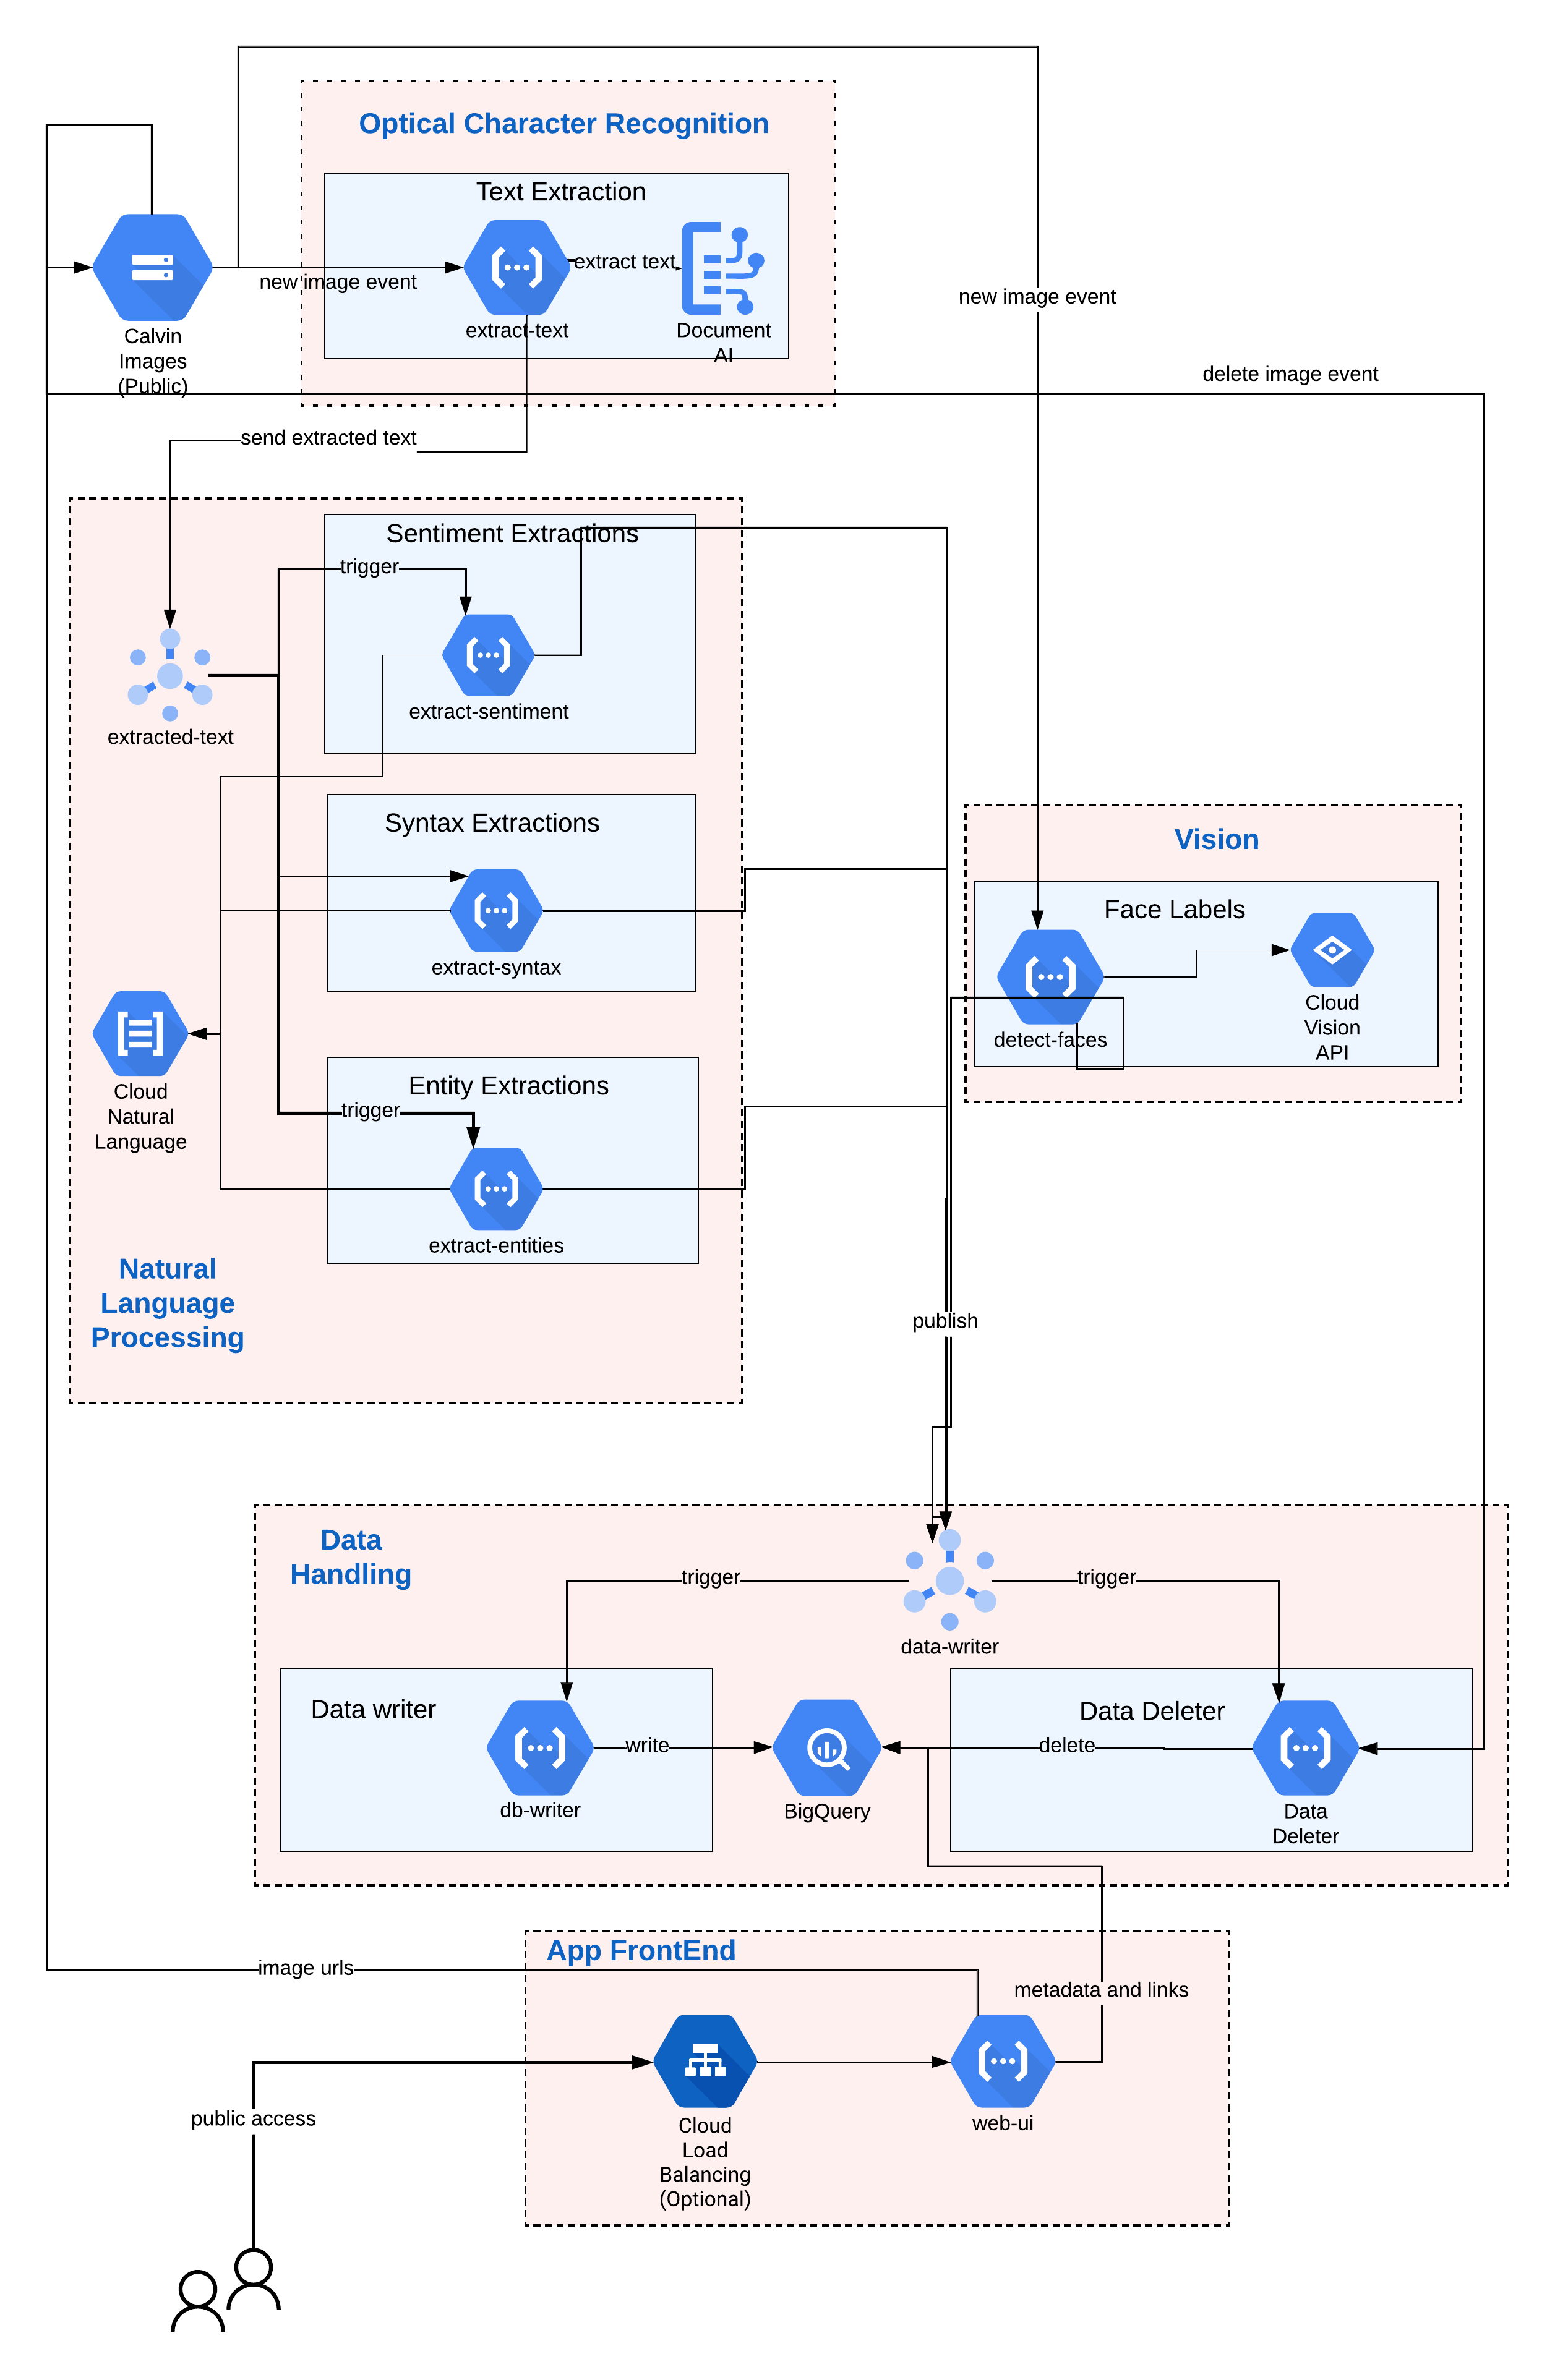 Optical Character Recognition
Text Extraction
extract text
new image event
extract-text
Document
AI
Calvin
Images
(Public)
new image event
delete image event
send extracted text
Sentiment Extractions
trigger
extract-sentiment
extracted-text
Syntax Extractions
extract-syntax
Vision
Face Labels
detect-faces
Cloud
Vision
API
Cloud
Natural
Language
Entity Extractions
trigger
extract-entities
Natural
Language
Processing
publish
Data
Handling
trigger
trigger
data-writer
Data writer
write
db-writer
BigQuery
Data Deleter
delete
Data
Deleter
App FrontEnd
image urls
metadata and links
public access
Cloud
Load
Balancing
(Optional)
web-ui